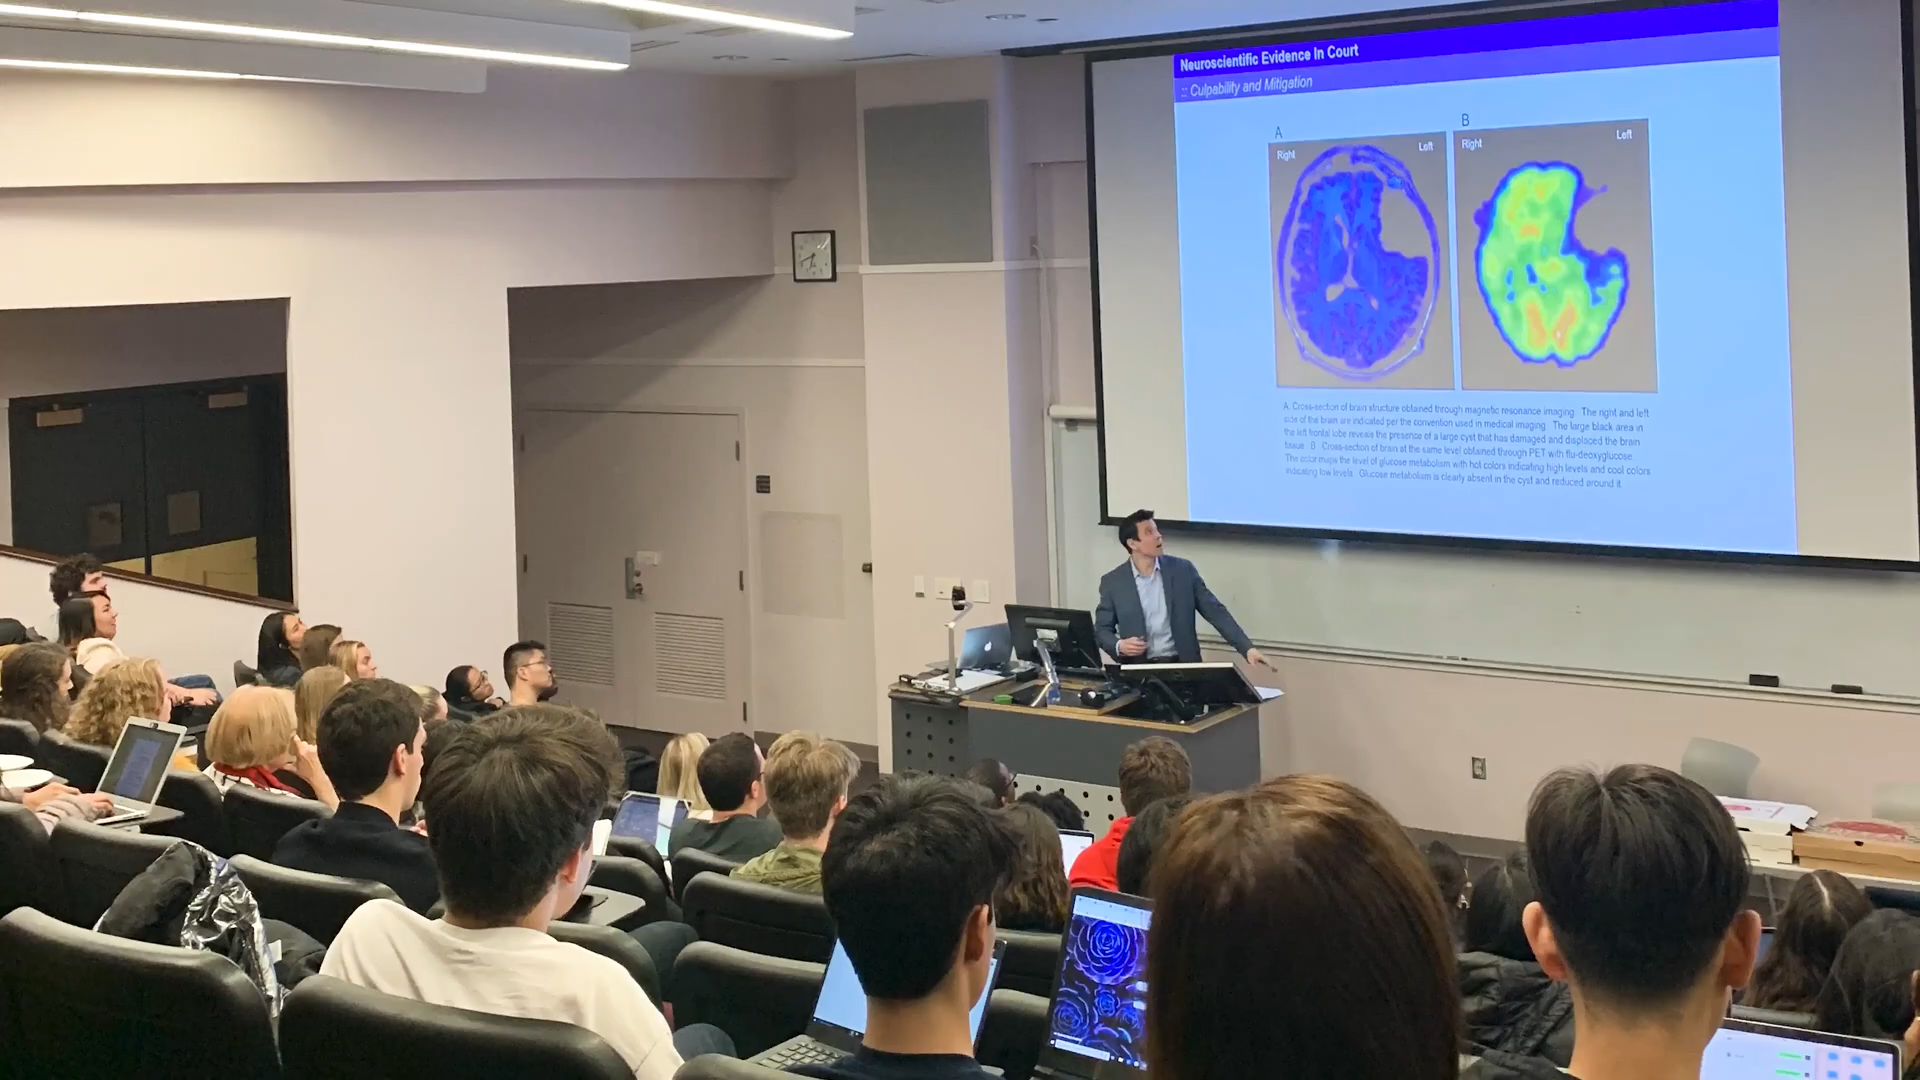 Neuroscientific Evidence In Court
:: Culpability and Mitigation
A
B
Right
Left
Right
Left
A. Cross-section of brain structure obtained through magnetic resonance imaging. The right and left
side of the brain are indicated per the convention used in medical imaging. The large black area in
the left frontal lobe reveals the presence of a large cyst that has damaged and displaced the brain
tissue. B. Cross-section of brain at the same level obtained through PET with flu-deoxyglucose.
The color maps the level of glucose metabolism with hot colors indicating high levels and cool colors
indicating low levels. Glucose metabolism is clearly absent in the cyst and reduced around it